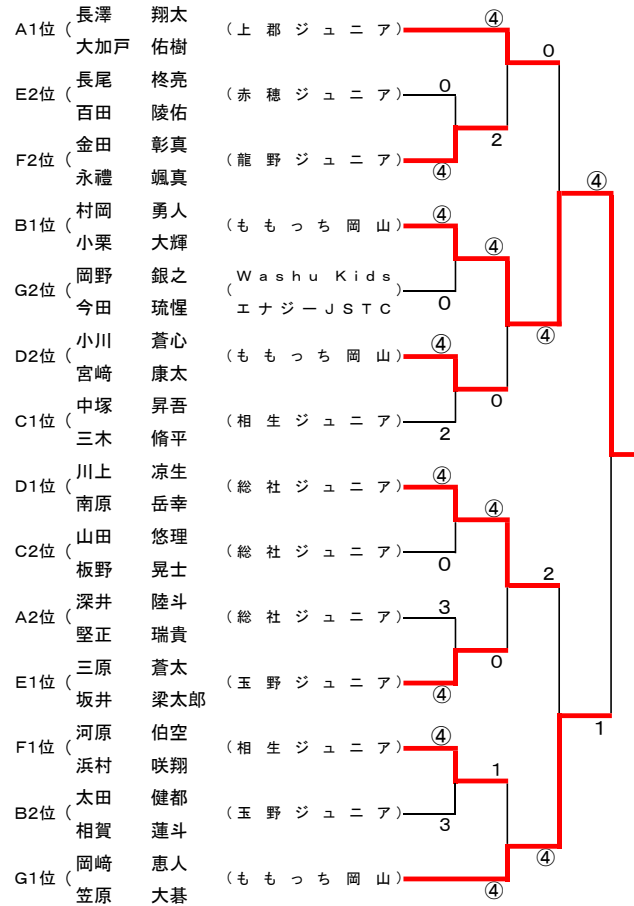 長澤 翔太
A1位 ( (上郡ジュニア) ④
大加戸 佑樹 0
長尾 柊亮 0
E2位 ( (赤穂ジュニア)
百田 陵佑 2
金田 彰真
F2位 ( (龍野ジュニア) ④
永禮 颯真 ④
村岡 勇人 ④
B1位 ( (ももっち岡山) ④
小栗 大輝
岡野 銀之 Washu Kids
G2位 ( ( )
今田 琉惺 エナジーJSTC 0
④
小川 蒼心 ④
D2位 ( (ももっち岡山)
宮﨑 康太 0
中塚 昇吾
C1位 ( (相生ジュニア) 2
三木 脩平
川上 凉生 ④
D1位 ( (総社ジュニア) ④
南原 岳幸
山田 悠理
C2位 ( (総社ジュニア) 0
板野 晃士 2
深井 陸斗 3
A2位 ( (総社ジュニア)
堅正 瑞貴 0
三原 蒼太
E1位 ( (玉野ジュニア) ④
坂井 梁太郎
河原 伯空 ④
F1位 ( (相生ジュニア) 1
浜村 咲翔 1
太田 健都
B2位 ( (玉野ジュニア) 3
相賀 蓮斗
岡﨑 恵人 ④
G1位 ( (ももっち岡山) ④
笠原 大碁